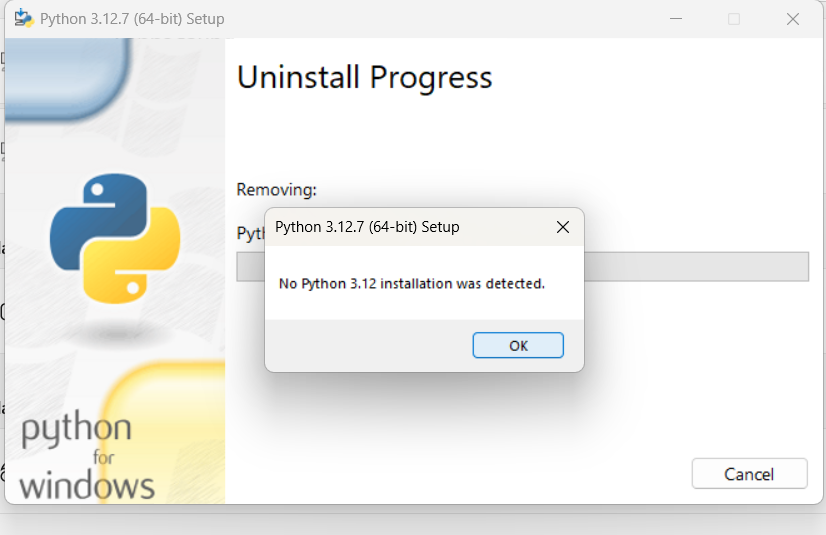 Python 3.12.7 (64-bit) Setup
Uninstall Progress
Removing:
Python 3.12.7 (64-bit) Setup
No Python 3.12 installation was detected.
OK
python
for
windows
Cancel